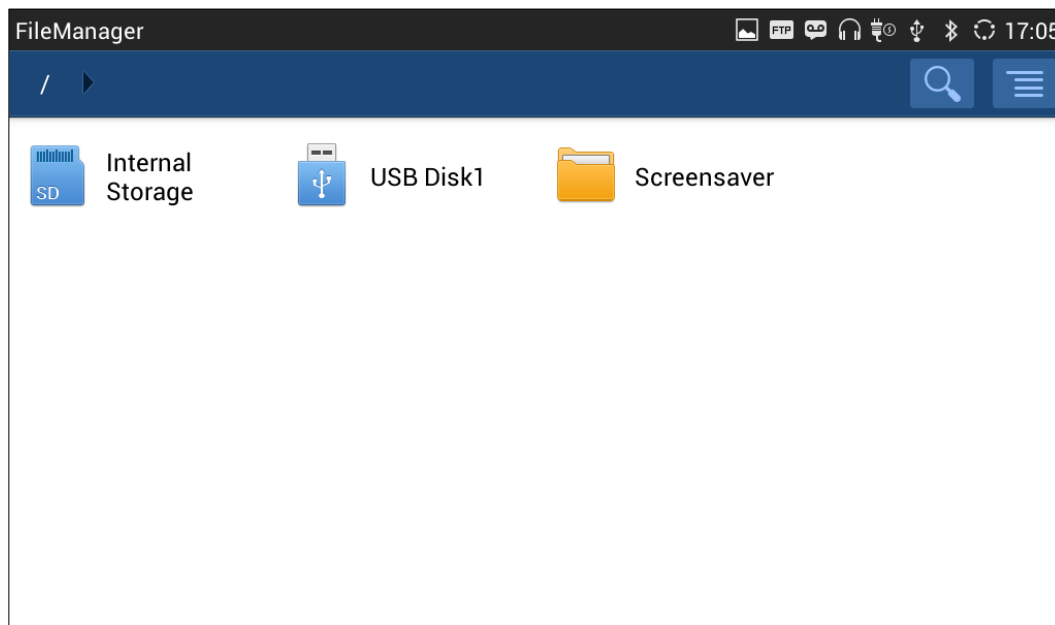 FileManager
FTP
17:05
/
SD
Internal
Storage
USB Disk1
Screensaver